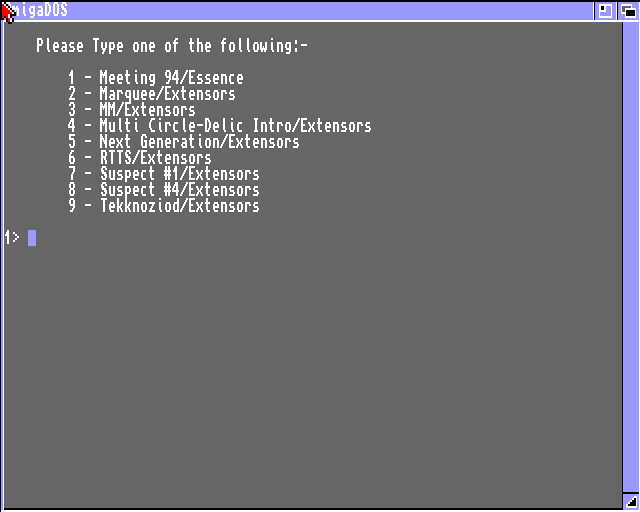 migaDOS
Please Type one of the following:-
1 - Meeting 94/Essence
2 - Marquee/Extensors
3 - MM/Extensors
4 - Multi Circle-Delic Intro/Extensors
5 - Next Generation/Extensors
6 - RTTS/Extensors
7 - Suspect #1/Extensors
8 - Suspect #4/Extensors
9 - Tekknoziod/Extensors
1>